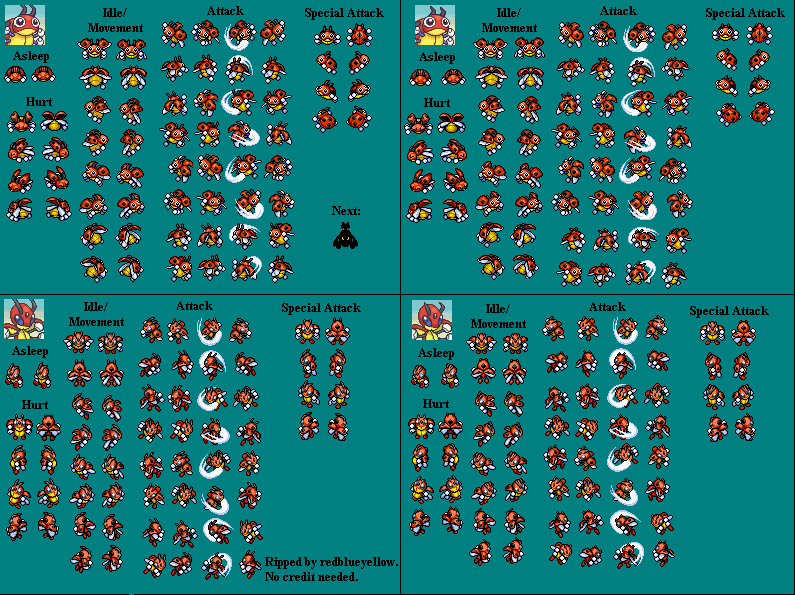 Idle/
Movement
Attack
Special Attack
Asleep
Hurt
Next:
Idle/
Movement
Attack
Special Attack
Asleep
Hurt
Idle/
Movement
Attack
Special Attack
Asleep
Hurt
Ripped by redblueyellow.
No credit needed.
Idle/
Movement
Attack
Special Attack
Asleep
Hurt